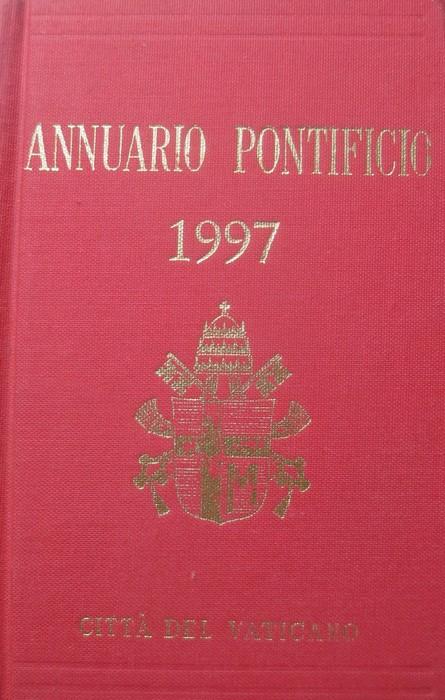 ANNUARIO PONTIFICIO
1997
M
CITTÀ DEL VATICANO